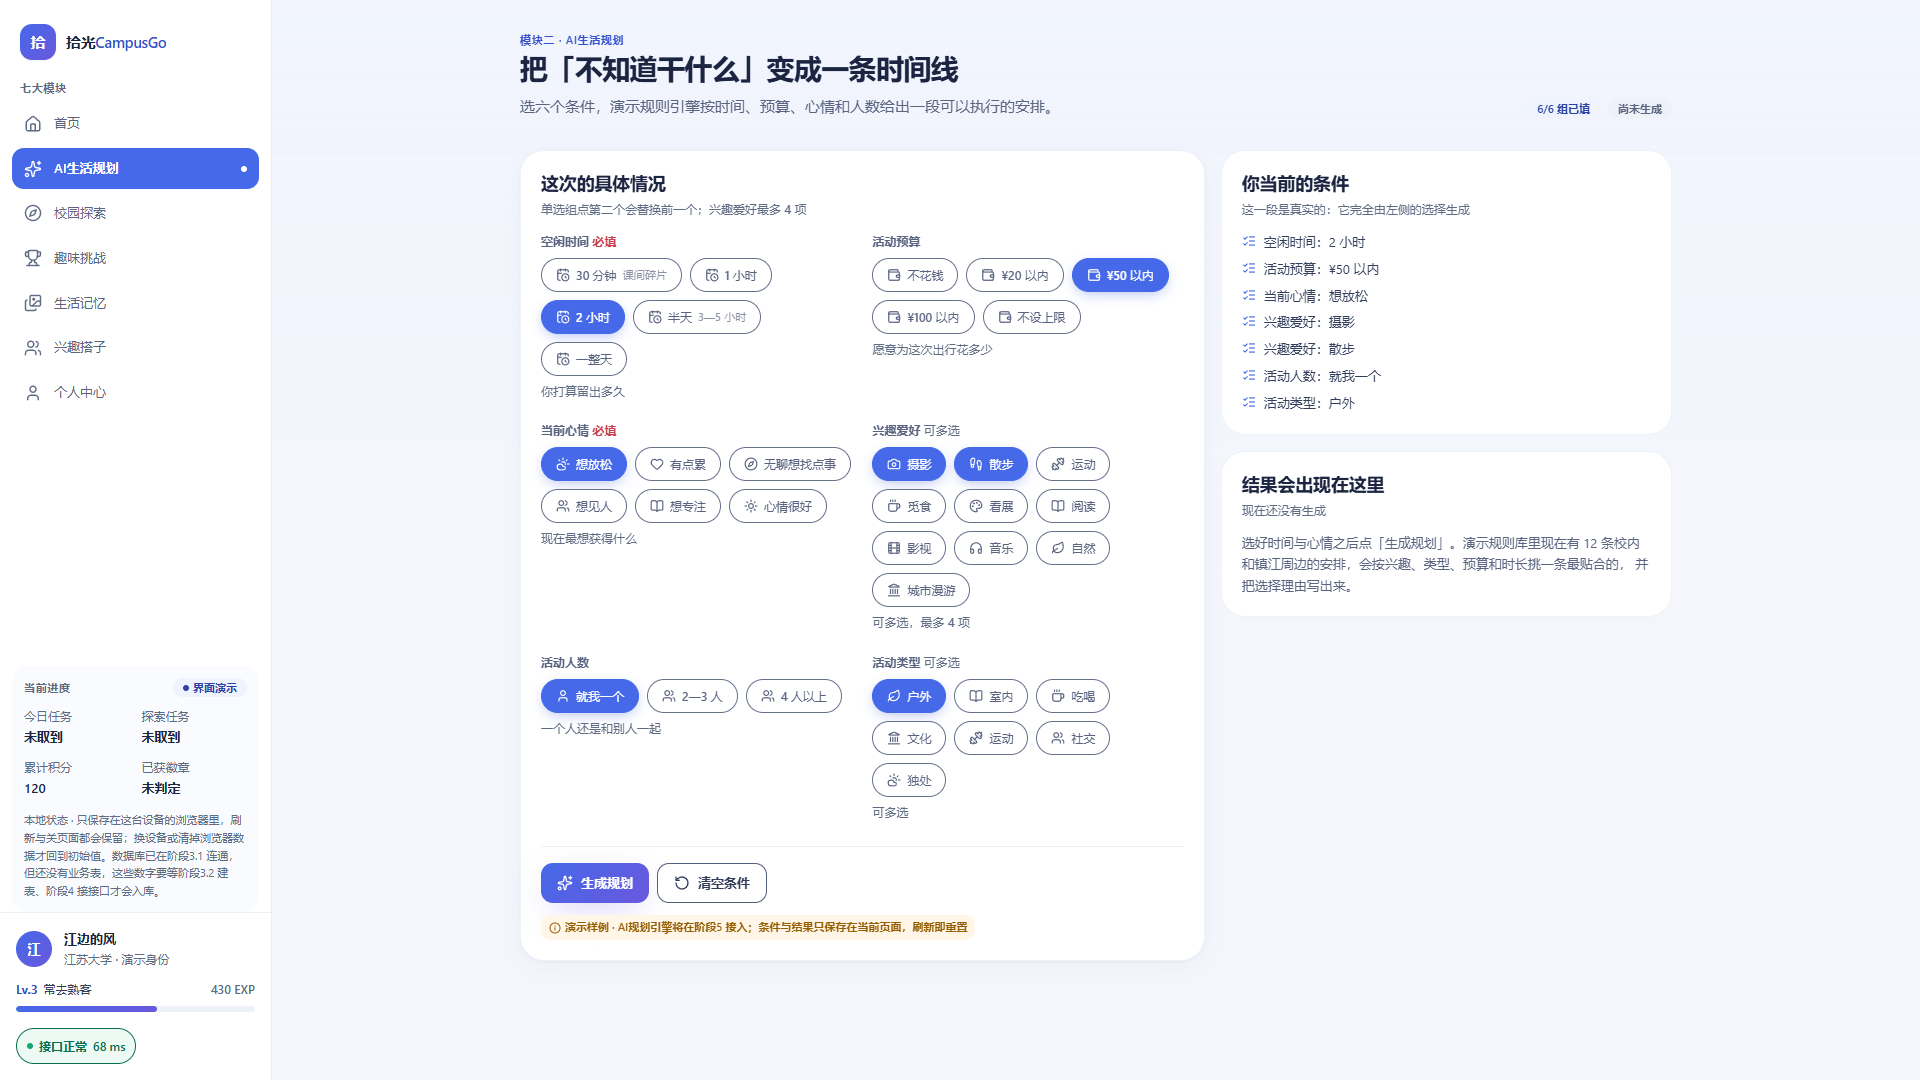 拾
拾光CampusGo
七大模块
首页
AI生活规划
校园探索
趣味挑战
生活记忆
兴趣搭子
个人中心
当前进度
界面演示
今日任务
探索任务
未取到
未取到
累计积分
已获徽章
120
未判定
本地状态 · 只保存在这台设备的浏览器里，刷
新与关页面都会保留；换设备或清掉浏览器数
据才回到初始值。数据库已在阶段3.1 连通，
但还没有业务表，这些数字要等阶段3.2 建
表、阶段4 接接口才会入库。
江
江边的风
江苏大学 · 演示身份
Lv.3 常去熟客
430 EXP
接口正常 68 ms
模块二 · AI生活规划
把「不知道干什么」变成一条时间线
选六个条件，演示规则引擎按时间、预算、心情和人数给出一段可以执行的安排。
6/6 组已填
尚未生成
这次的具体情况
单选组点第二个会替换前一个；兴趣爱好最多 4 项
空闲时间 必填
30 分钟 课间碎片
1 小时
2 小时
半天 3—5 小时
一整天
你打算留出多久
活动预算
不花钱
¥20 以内
¥50 以内
¥100 以内
不设上限
愿意为这次出行花多少
当前心情 必填
想放松
有点累
无聊想找点事
想见人
想专注
心情很好
现在最想获得什么
兴趣爱好 可多选
摄影
散步
运动
觅食
看展
阅读
影视
音乐
自然
城市漫游
可多选，最多 4 项
活动人数
就我一个
2—3 人
4 人以上
一个人还是和别人一起
活动类型 可多选
户外
室内
吃喝
文化
运动
社交
独处
可多选
生成规划
清空条件
演示样例 · AI规划引擎将在阶段5 接入；条件与结果只保存在当前页面，刷新即重置
你当前的条件
这一段是真实的：它完全由左侧的选择生成
空闲时间：2 小时
活动预算：¥50 以内
当前心情：想放松
兴趣爱好：摄影
兴趣爱好：散步
活动人数：就我一个
活动类型：户外
结果会出现在这里
现在还没有生成
选好时间与心情之后点「生成规划」。演示规则库里现在有 12 条校内
和镇江周边的安排，会按兴趣、类型、预算和时长挑一条最贴合的， 并
把选择理由写出来。